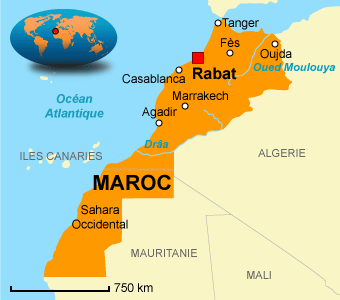 Tanger
Fès
Oujda
Oued Moulouya
Rabat
Casablanca
Océan
Atlantique
Marrakech
Agadir
Drâa
ILES CANARIES
ALGERIE
MAROC
Sahara
Occidental
MAURITANIE
MALI
750 km